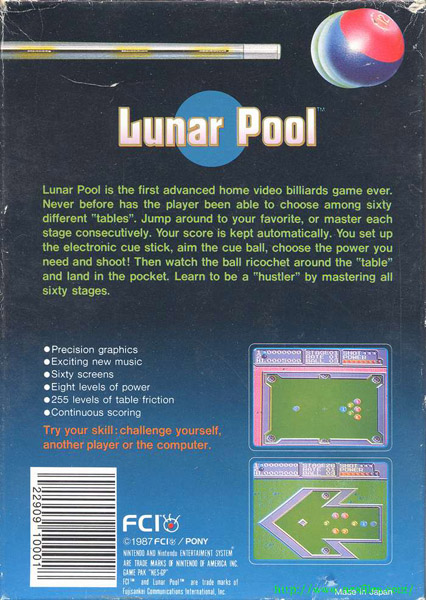 Lunar Pool™
Lunar Pool is the first advanced home video billiards game ever.
Never before has the player been able to choose among sixty
different "tables". Jump around to your favorite, or master each
stage consecutively. Your score is kept automatically. You set up
the electronic cue stick, aim the cue ball, choose the power you
need and shoot! Then watch the ball ricochet around the "table"
and land in the pocket. Learn to be a "hustler" by mastering all
sixty stages.
●Precision graphics
●Exciting new music
●Sixty screens
●Eight levels of power
●255 levels of table friction
●Continuous scoring
Try your skill: challenge yourself,
another player or the computer.
22909 10001
FCI
©1987 FCI / PONY
NINTENDO AND Nintendo ENTERTAIMENT SYSTEM®
ARE TRADE MARKS OF NINTENDO OF AMERICA INC.
GAME PAK "NES-GP"
FCI™ and Lunar Pool™ are trade marks of
Fujisankei Communications International, Inc.
Made in Japan